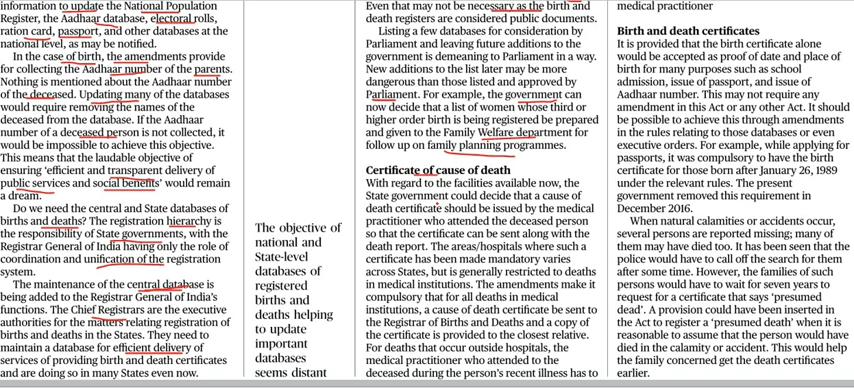 information to update the National Population
Register, the Aadhaar database, electoral rolls,
ration card, passport, and other databases at the
national level, as may be notified.
In the case of birth, the amendments provide
for collecting the Aadhaar number of the parents.
Nothing is mentioned about the Aadhaar number
of the deceased. Updating many of the databases
would require removing the names of the
deceased from the database. If the Aadhaar
number of a deceased person is not collected, it
would be impossible to achieve this objective.
This means that the laudable objective of
ensuring ‘efficient and transparent delivery of
public services and social benefits’ would remain
a dream.
Do we need the central and State databases of
births and deaths? The registration hierarchy is
the responsibility of State governments, with the
Registrar General of India having only the role of
coordination and unification of the registration
system.
The maintenance of the central database is
being added to the Registrar General of India’s
functions. The Chief Registrars are the executive
authorities for the matters relating registration of
births and deaths in the States. They need to
maintain a database for efficient delivery of
services of providing birth and death certificates
and are doing so in many States even now.
The objective of
national and
State-level
databases of
registered
births and
deaths helping
to update
important
databases
seems distant
Even that may not be necessary as the birth and
death registers are considered public documents.
Listing a few databases for consideration by
Parliament and leaving future additions to the
government is demeaning to Parliament in a way.
New additions to the list later may be more
dangerous than those listed and approved by
Parliament. For example, the government can
now decide that a list of women whose third or
higher order birth is being registered be prepared
and given to the Family Welfare department for
follow up on family planning programmes.
Certificate of cause of death
With regard to the facilities available now, the
State government could decide that a cause of
death certificate should be issued by the medical
practitioner who attended the deceased person
so that the certificate can be sent along with the
death report. The areas/hospitals where such a
certificate has been made mandatory varies
across States, but is generally restricted to deaths
in medical institutions. The amendments make it
compulsory that for all deaths in medical
institutions, a cause of death certificate be sent to
the Registrar of Births and Deaths and a copy of
the certificate is provided to the closest relative.
For deaths that occur outside hospitals, the
medical practitioner who attended to the
deceased during the person’s recent illness has to
medical practitioner
Birth and death certificates
It is provided that the birth certificate alone
would be accepted as proof of date and place of
birth for many purposes such as school
admission, issue of passport, and issue of
Aadhaar number. This may not require any
amendment in this Act or any other Act. It should
be possible to achieve this through amendments
in the rules relating to those databases or even
executive orders. For example, while applying for
passports, it was compulsory to have the birth
certificate for those born after January 26, 1989
under the relevant rules. The present
government removed this requirement in
December 2016.
When natural calamities or accidents occur,
several persons are reported missing; many of
them may have died too. It has been seen that the
police would have to call off the search for them
after some time. However, the families of such
persons would have to wait for seven years to
request for a certificate that says ‘presumed
dead’. A provision could have been inserted in
the Act to register a ‘presumed death’ when it is
reasonable to assume that the person would have
died in the calamity or accident. This would help
the family concerned get the death certificates
earlier.